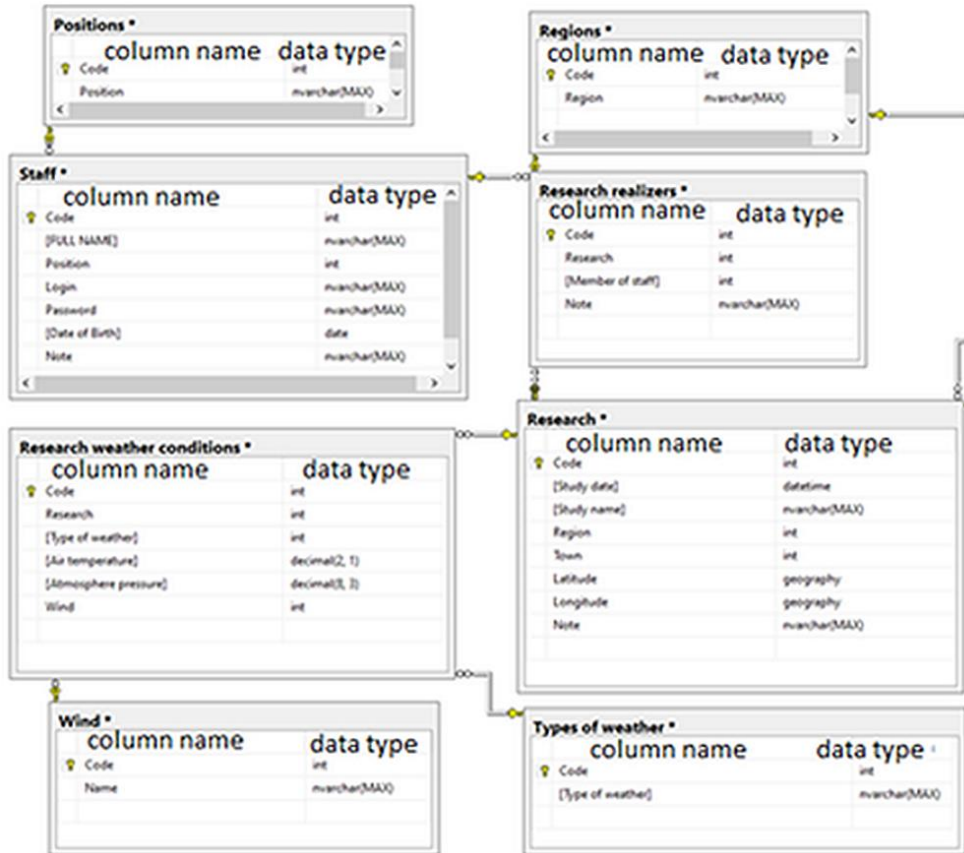 Positions *
column name data type
Code int
Position nvarchar(MAX)
Regions *
column name data type
Code int
Region nvarchar(MAX)
Staff *
column name data type
Code int
[FULL NAME] nvarchar(MAX)
Position int
Login nvarchar(MAX)
Password nvarchar(MAX)
[Date of Birth] date
Note nvarchar(MAX)
Research realizers *
column name data type
Code int
Research int
[Member of staff] int
Note nvarchar(MAX)
Research weather conditions *
column name data type
Code int
Research int
[Type of weather] int
[Air temperature] decimal(2, 1)
[Atmosphere pressure]
Wind int
Research *
column name data type
Code int
[Study date] datetime
[Study name] nvarchar(MAX)
Region int
Town int
Latitude geography
Longitude geography
Note nvarchar(MAX)
Wind *
column name data type
Code int
Name nvarchar(MAX)
Types of weather *
column name data type
Code int
[Type of weather] nvarchar(MAX)